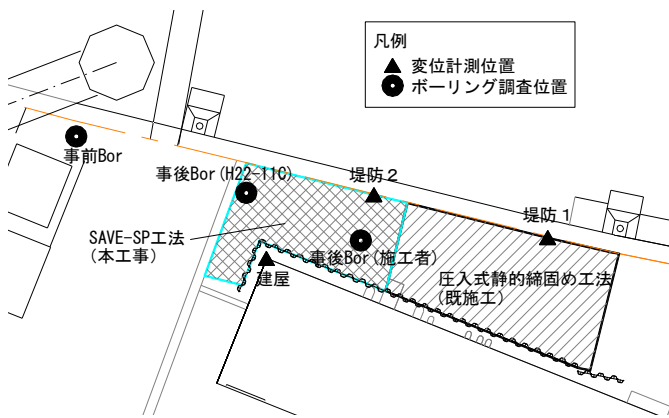 凡例
変位計測位置
ボーリング調査位置
事前Bor
事後Bor(H22-11C)
堤防２
堤防１
SAVE-SP工法
(本工事)
事後Bor(施工者)
建屋
圧入式静的締固め工法
(既施工)